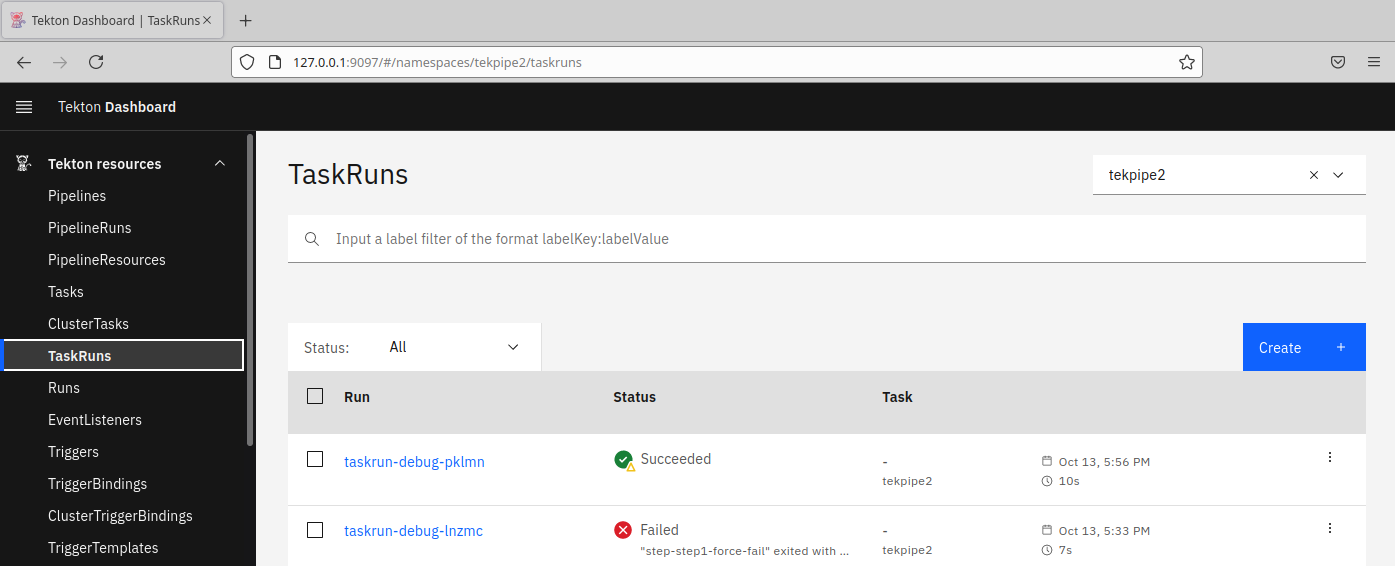 Tekton Dashboard | TaskRuns
127.0.0.1:9097/#/namespaces/tekpipe2/taskruns
Tekton Dashboard
Tekton resources
Pipelines
PipelineRuns
PipelineResources
Tasks
ClusterTasks
TaskRuns
Runs
EventListeners
Triggers
TriggerBindings
ClusterTriggerBindings
TriggerTemplates
TaskRuns
tekpipe2
Input a label filter of the format labelKey:labelValue
Status: All
Create +
Run Status Task
taskrun-debug-pklmn Succeeded - Oct 13, 5:56 PM
tekpipe2 10s
taskrun-debug-lnzmc Failed - Oct 13, 5:33 PM
"step-step1-force-fail" exited with ... tekpipe2 7s